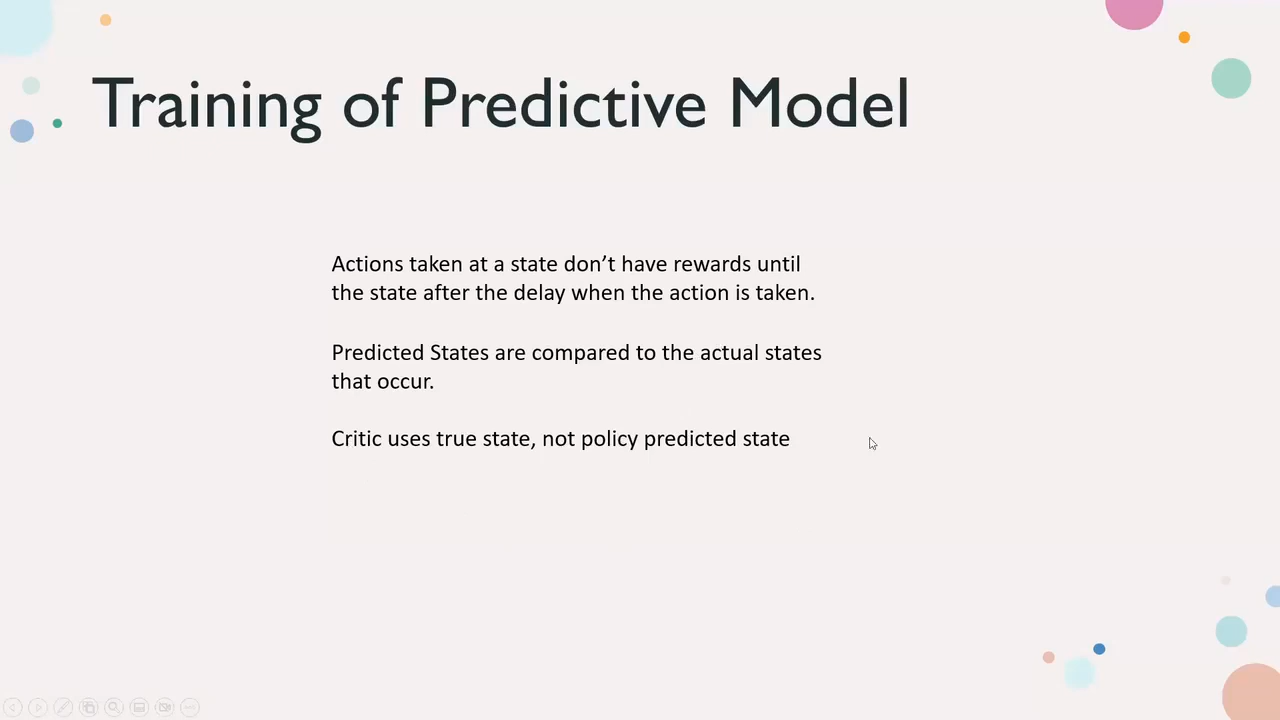 Training of Predictive Model
Actions taken at a state don’t have rewards until
the state after the delay when the action is taken.
Predicted States are compared to the actual states
that occur.
Critic uses true state, not policy predicted state